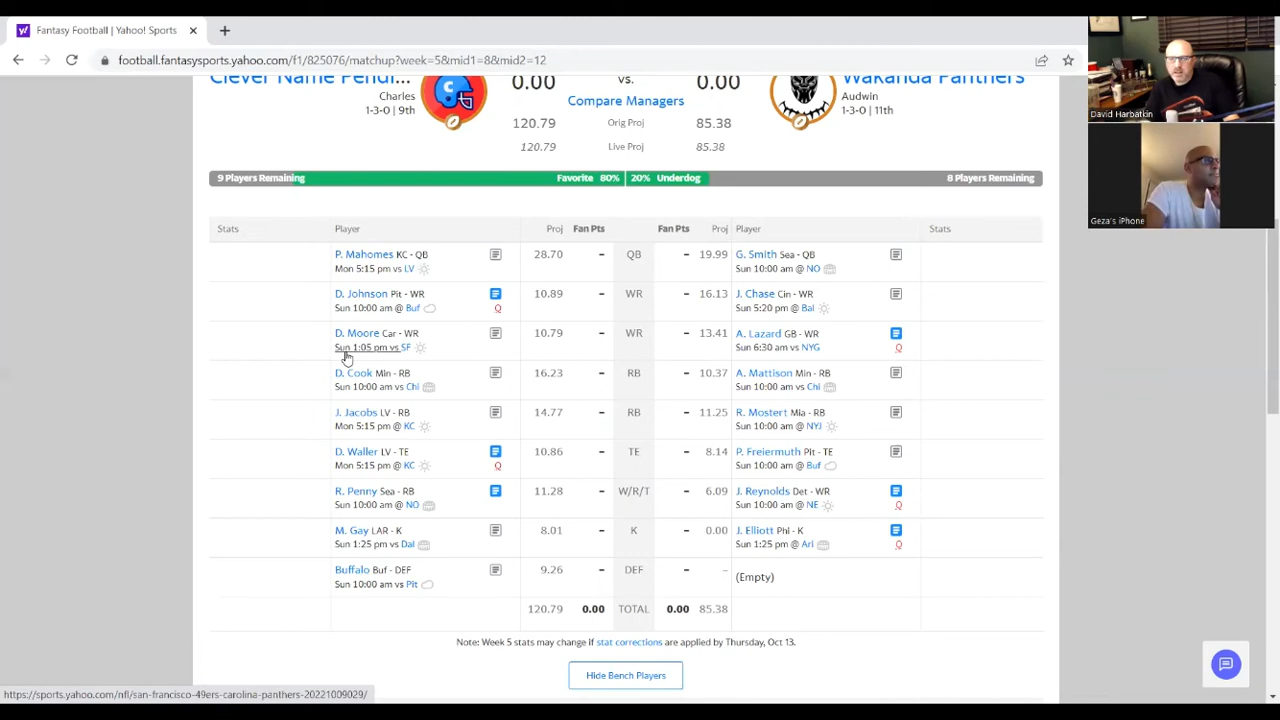 Fantasy Football | Yahoo! Sports
football.fantasysports.yahoo.com/f1/825076/matchup?week=5&mid1=8&mid2=12
Clever Name Pendi...
Charles
1-3-0 | 9th
0.00 vs. 0.00
Compare Managers
120.79 Orig Proj 85.38
120.79 Live Proj 85.38
Wakanda Panthers
Audwin
1-3-0 | 11th
David Harbatkin
Geza's iPhone
9 Players Remaining Favorite 80% 20% Underdog 8 Players Remaining
Stats Player Proj Fan Pts Fan Pts Proj Player Stats
P. Mahomes KC - QB 28.70 – QB – 19.99 G. Smith Sea - QB
Mon 5:15 pm vs LV Sun 10:00 am @ NO
D. Johnson Pit - WR 10.89 – WR – 16.13 J. Chase Cin - WR
Sun 10:00 am @ Buf Q Sun 5:20 pm @ Bal
D. Moore Car - WR 10.79 – WR – 13.41 A. Lazard GB - WR
Sun 1:05 pm vs SF Sun 6:30 am vs NYG Q
D. Cook Min - RB 16.23 – RB – 10.37 A. Mattison Min - RB
Sun 10:00 am vs Chi Sun 10:00 am vs Chi
J. Jacobs LV - RB 14.77 – RB – 11.25 R. Mostert Mia - RB
Mon 5:15 pm @ KC Sun 10:00 am @ NYJ
D. Waller LV - TE 10.86 – TE – 8.14 P. Freiermuth Pit - TE
Mon 5:15 pm @ KC Q Sun 10:00 am @ Buf
R. Penny Sea - RB 11.28 – W/R/T – 6.09 J. Reynolds Det - WR
Sun 10:00 am @ NO Sun 10:00 am @ NE Q
M. Gay LAR - K 8.01 – K – 0.00 J. Elliott Phi - K
Sun 1:25 pm vs Dal Sun 1:25 pm @ Ari Q
Buffalo Buf - DEF 9.26 – DEF – – (Empty)
Sun 10:00 am vs Pit
120.79 0.00 TOTAL 0.00 85.38
Note: Week 5 stats may change if stat corrections are applied by Thursday, Oct 13.
Hide Bench Players
https://sports.yahoo.com/nfl/san-francisco-49ers-carolina-panthers-20221009029/